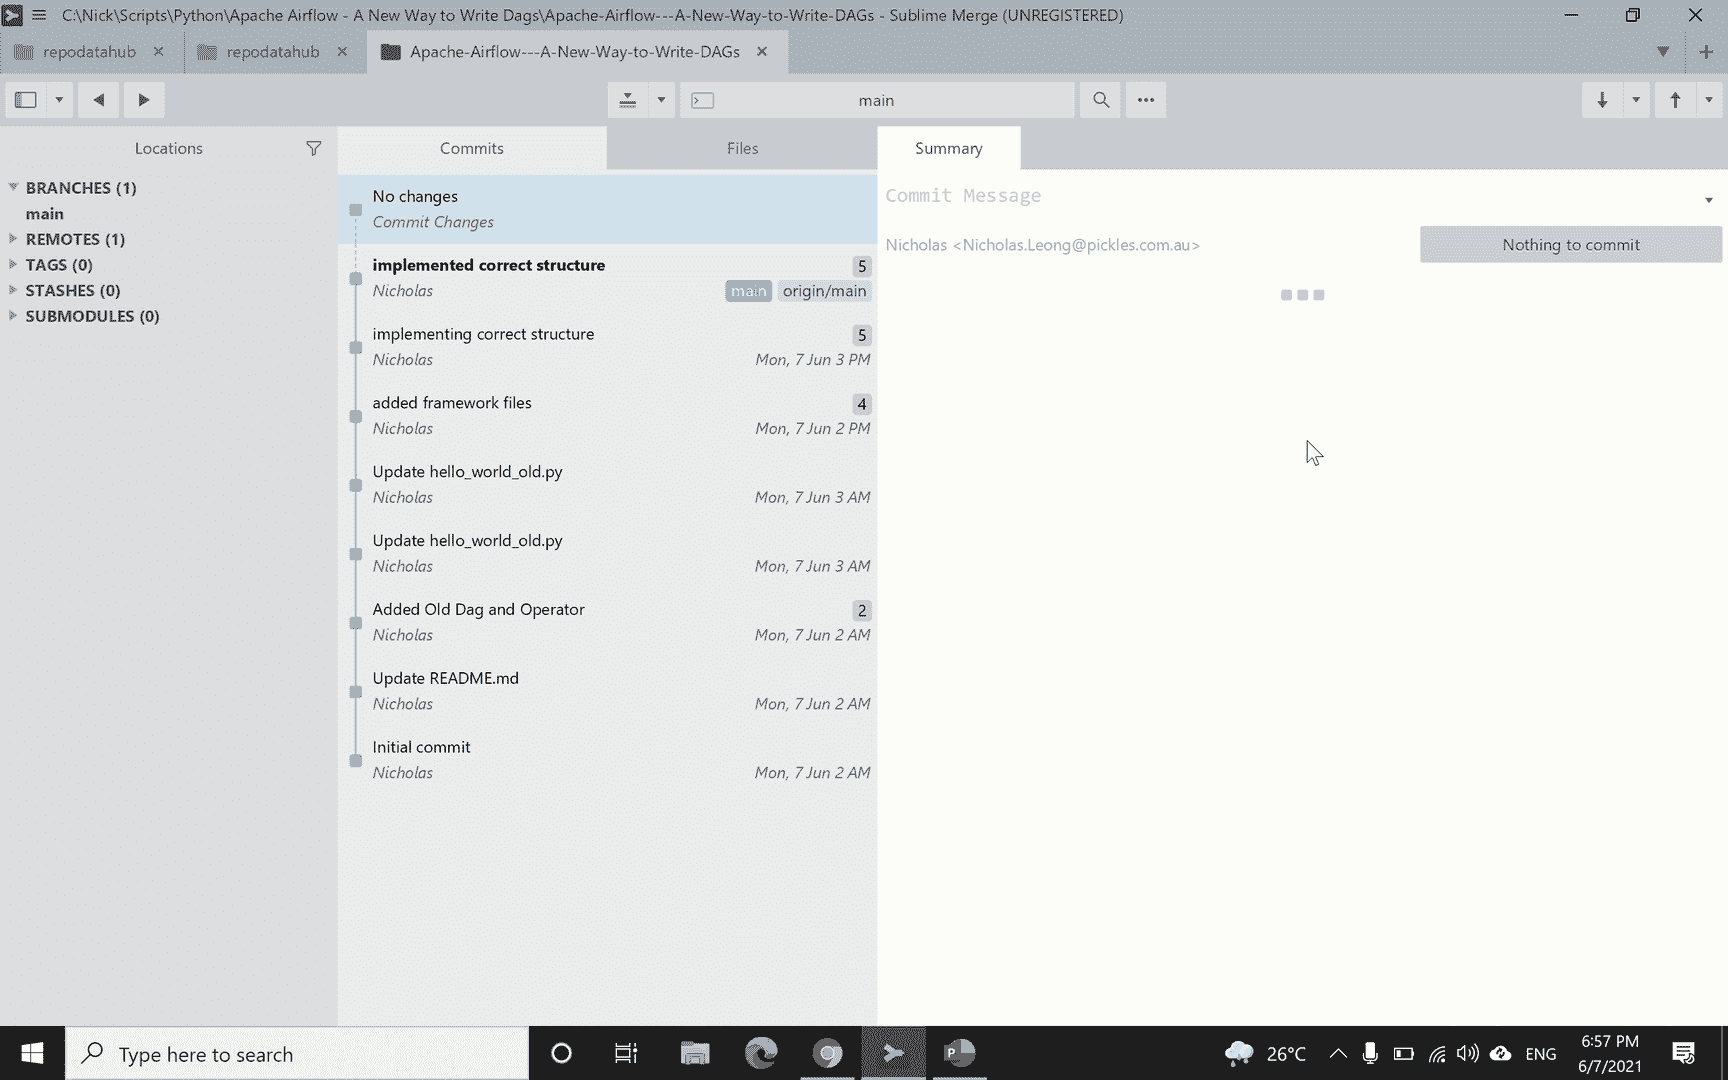 C:\Nick\Scripts\Python\Apache Airflow - A New Way to Write Dags\Apache-Airflow---A-New-Way-to-Write-DAGs - Sublime Merge (UNREGISTERED)
repodatahub
repodatahub
Apache-Airflow---A-New-Way-to-Write-DAGs
main
Locations
Commits
Files
Summary
BRANCHES (1)
main
REMOTES (1)
TAGS (0)
STASHES (0)
SUBMODULES (0)
No changes
Commit Changes
implemented correct structure 5
Nicholas main origin/main
implementing correct structure 5
Nicholas Mon, 7 Jun 3 PM
added framework files 4
Nicholas Mon, 7 Jun 2 PM
Update hello_world_old.py
Nicholas Mon, 7 Jun 3 AM
Update hello_world_old.py
Nicholas Mon, 7 Jun 3 AM
Added Old Dag and Operator 2
Nicholas Mon, 7 Jun 2 AM
Update README.md
Nicholas Mon, 7 Jun 2 AM
Initial commit
Nicholas Mon, 7 Jun 2 AM
Commit Message
Nicholas <Nicholas.Leong@pickles.com.au>
Nothing to commit
Type here to search
P
26°C
ENG
6:57 PM
6/7/2021